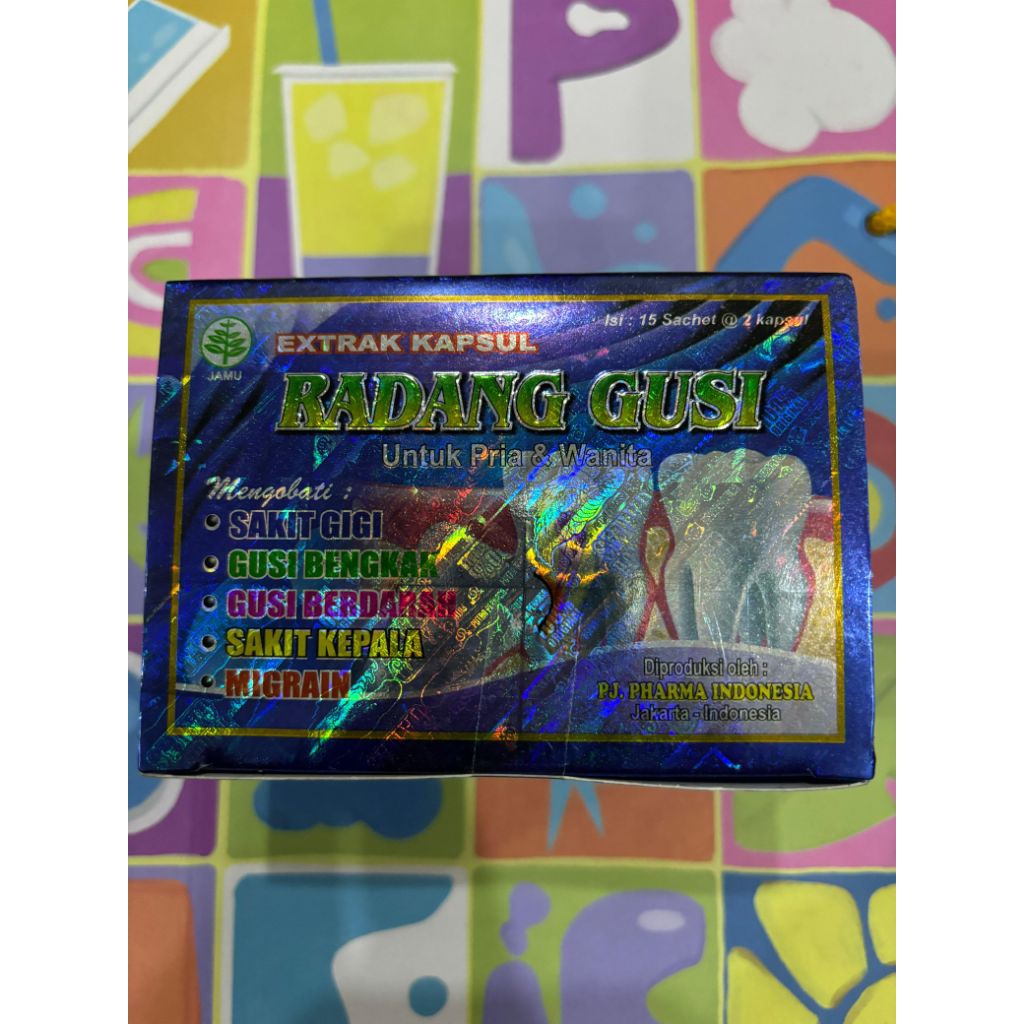 P
Isi : 15 Sachet @ 2 kapsul
EXTRAK KAPSUL
JAMU
RADANG GUSI
Untuk Pria & Wanita
Mengobati :
• SAKIT GIGI
• GUSI BENGKAK
• GUSI BERDARAH
• SAKIT KEPALA
• MIGRAIN
Diproduksi oleh :
PJ. PHARMA INDONESIA
Jakarta - Indonesia